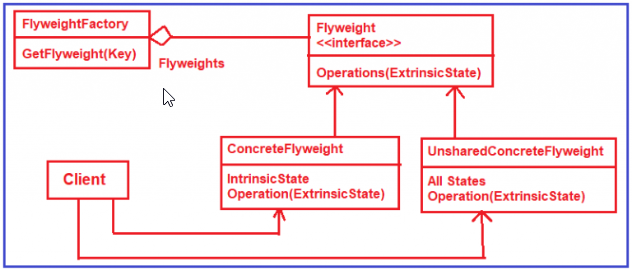 FlyweightFactory
GetFlyweight(Key)
Flyweights
Flyweight
<<interface>>
Operations(ExtrinsicState)
ConcreteFlyweight
IntrinsicState
Operation(ExtrinsicState)
UnsharedConcreteFlyweight
All States
Operation(ExtrinsicState)
Client